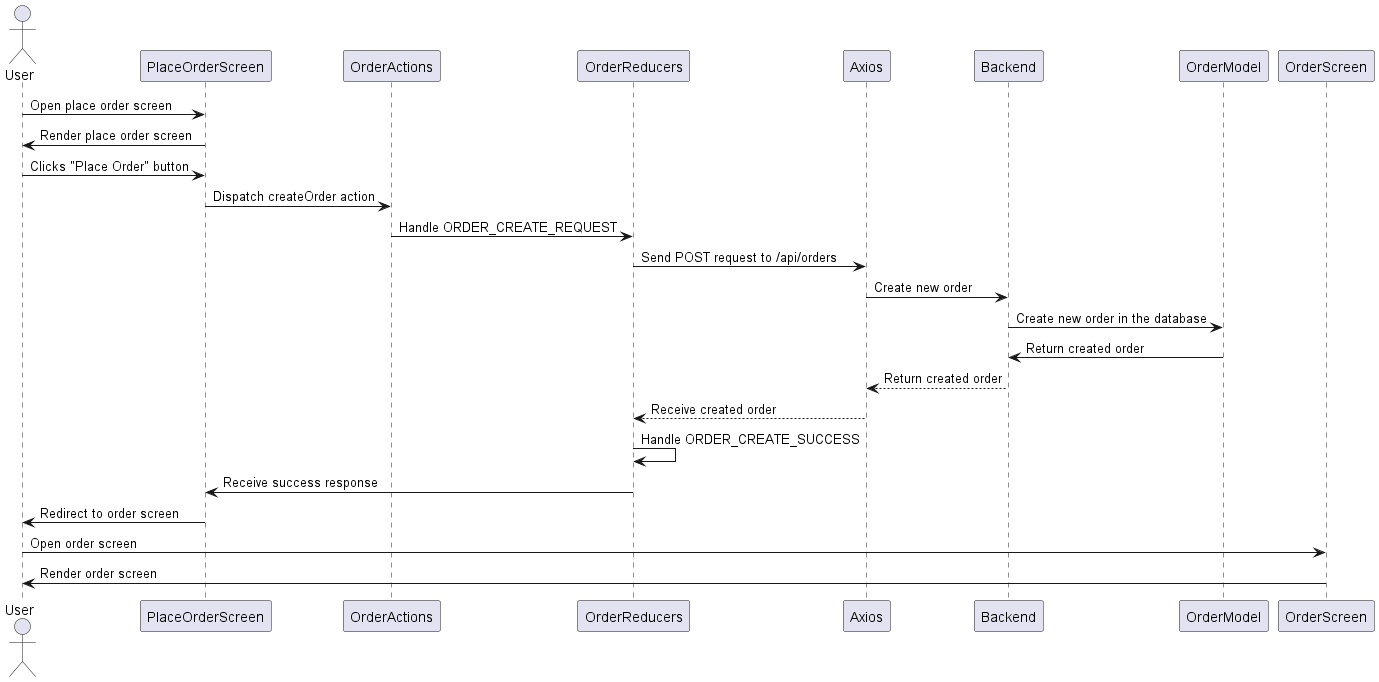 User
PlaceOrderScreen
OrderActions
OrderReducers
Axios
Backend
OrderModel
OrderScreen
Open place order screen
Render place order screen
Clicks "Place Order" button
Dispatch createOrder action
Handle ORDER_CREATE_REQUEST
Send POST request to /api/orders
Create new order
Create new order in the database
Return created order
Return created order
Receive created order
Handle ORDER_CREATE_SUCCESS
Receive success response
Redirect to order screen
Open order screen
Render order screen
User
PlaceOrderScreen
OrderActions
OrderReducers
Axios
Backend
OrderModel
OrderScreen